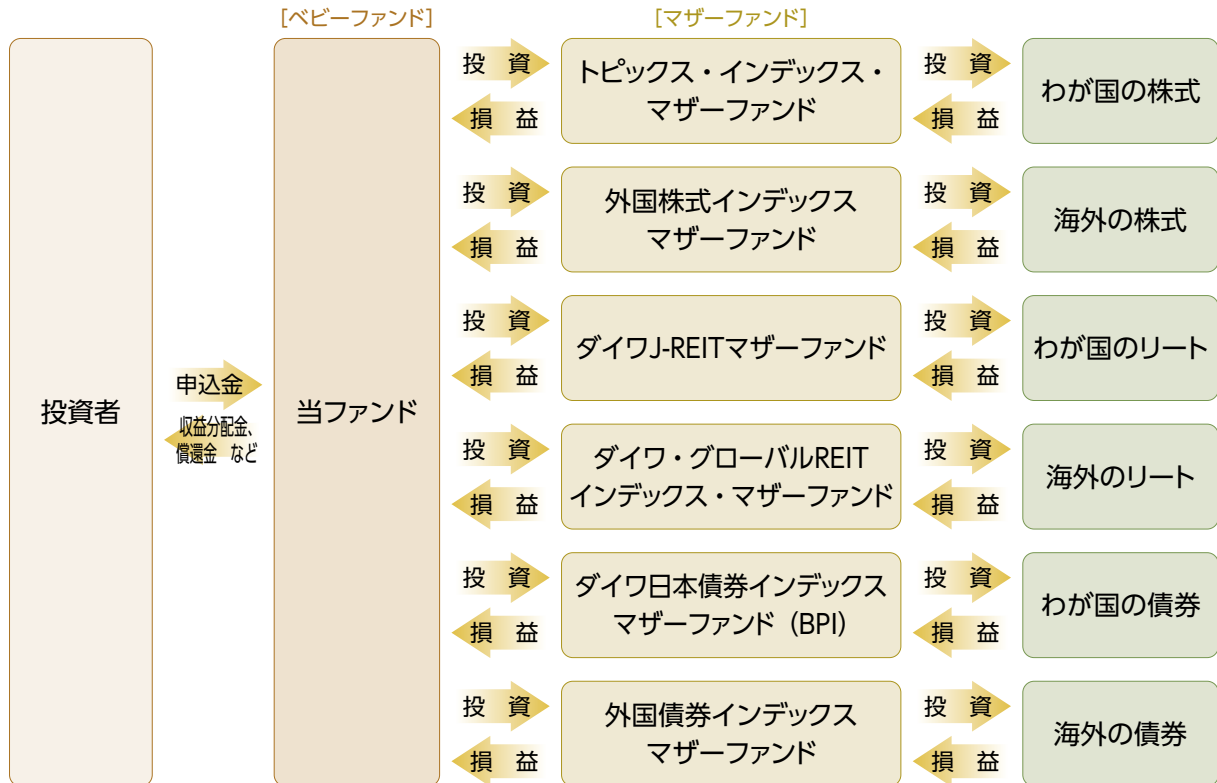 [ベビーファンド]
[マザーファンド]
投資者
申込金
収益分配金、
償還金 など
当ファンド
投 資
損 益
トピックス・インデックス・
マザーファンド
投 資
損 益
わが国の株式
投 資
損 益
外国株式インデックス
マザーファンド
投 資
損 益
海外の株式
投 資
損 益
ダイワJ-REITマザーファンド
投 資
損 益
わが国のリート
投 資
損 益
ダイワ・グローバルREIT
インデックス・マザーファンド
投 資
損 益
海外のリート
投 資
損 益
ダイワ日本債券インデックス
マザーファンド（BPI）
投 資
損 益
わが国の債券
投 資
損 益
外国債券インデックス
マザーファンド
投 資
損 益
海外の債券